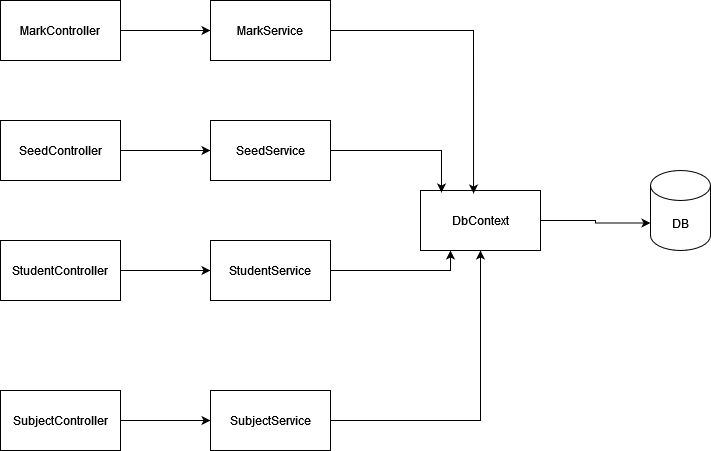 MarkController
MarkService
SeedController
SeedService
DbContext
DB
StudentController
StudentService
SubjectController
SubjectService